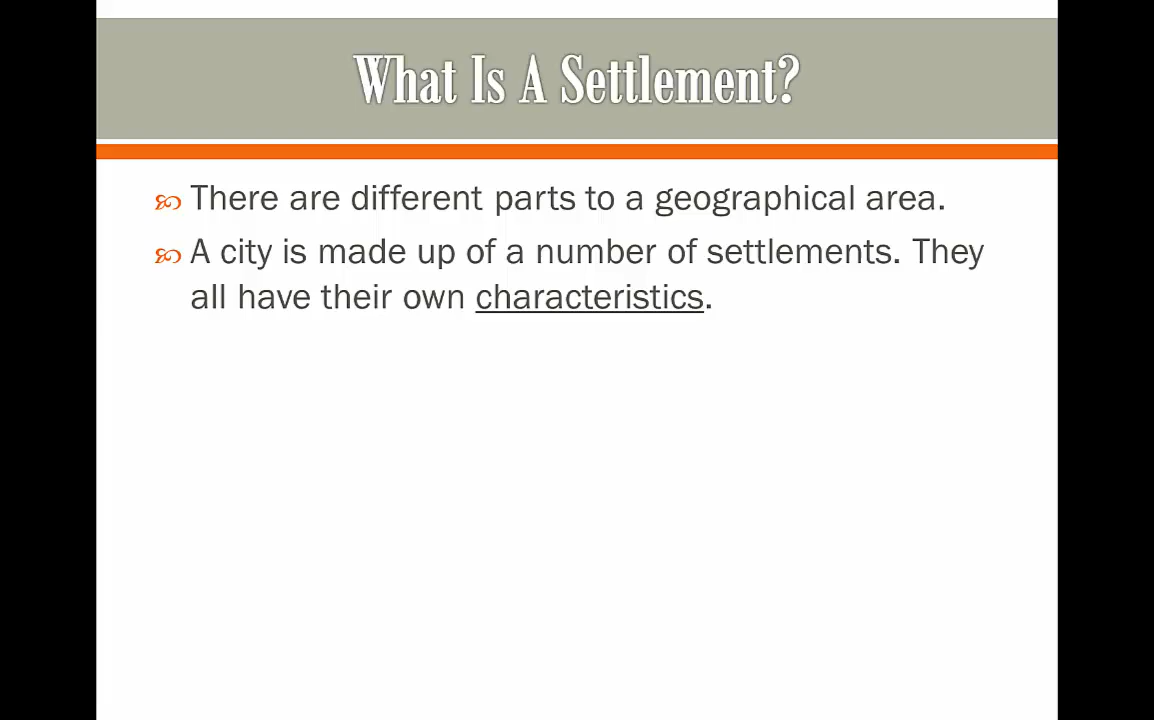 What Is A Settlement?
There are different parts to a geographical area.
A city is made up of a number of settlements. They
all have their own characteristics.